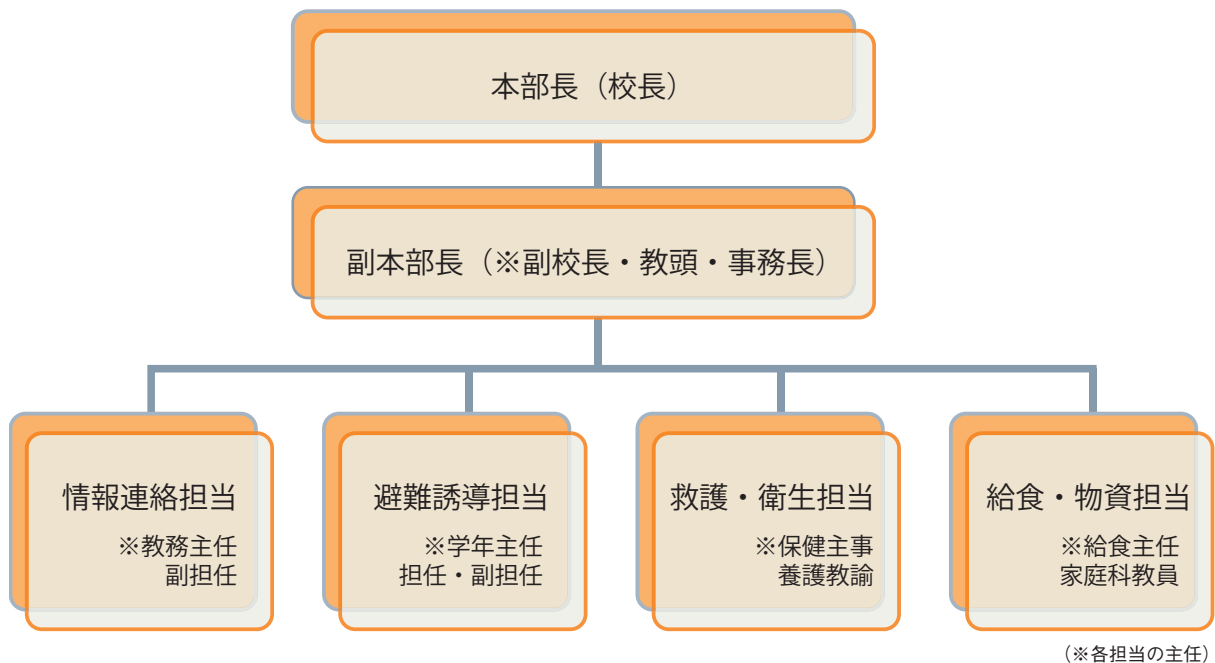 本部長（校長）
副本部長（※副校長・教頭・事務長）
情報連絡担当
※教務主任
副担任
避難誘導担当
※学年主任
担任・副担任
救護・衛生担当
※保健主事
養護教諭
給食・物資担当
※給食主任
家庭科教員
（※各担当の主任）